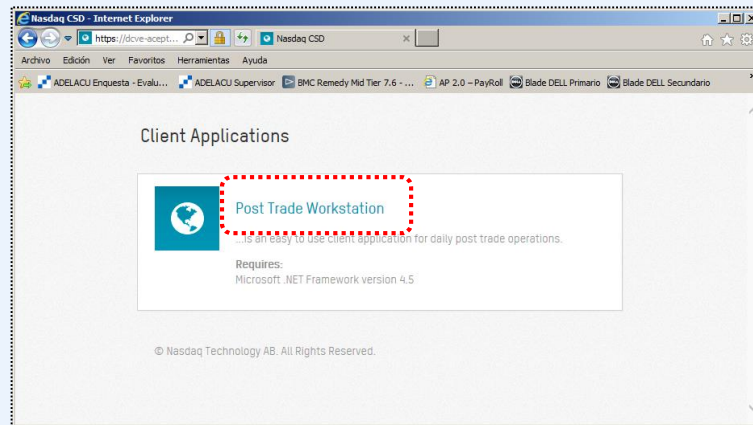 Nasdaq CSD - Internet Explorer
https://dcve-acept...
Nasdaq CSD
Archivo Edición Ver Favoritos Herramientas Ayuda
ADELACU Enquesta - Evalu... ADELACU Supervisor BMC Remedy Mid Tier 7.6 - ... AP 2.0 – PayRoll Blade DELL Primario Blade DELL Secundario
Client Applications
Post Trade Workstation
...is an easy to use client application for daily post trade operations.
Requires:
Microsoft .NET Framework version 4.5
© Nasdaq Technology AB. All Rights Reserved.